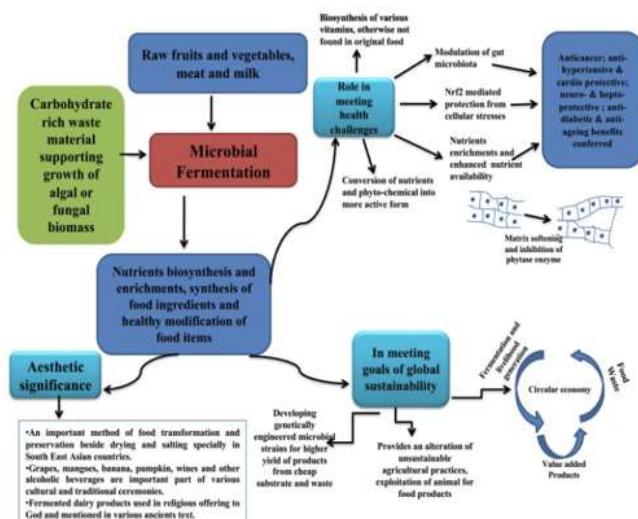 Raw fruits and vegetables,
meat and milk
Carbohydrate
rich waste
material
supporting
growth of
algal or
fungal
biomass
Microbial
Fermentation
Nutrients biosynthesis and
enrichments, synthesis of
food ingredients and
healthy modification of
food items
Biosynthesis of various
vitamins, otherwise not
found in original food
Role in
meeting
health
challenges
Conversion of nutrients
and phyto-chemical into
more active form
Modulation of gut
microbiota
Nrf2 mediated
protection from
cellular stresses
Nutrients
enrichments and
enhanced nutrient
availability
Anticancer; anti-
hypertensive &
cardio protective;
neuro- & hepto-
protective ; anti-
diabetic & anti-
ageing benefits
conferred
Matrix softening
and inhibition of
phytase enzyme
Aesthetic
significance
•An important method of food transformation and
preservation beside drying and salting specially in
South East Asian countries.
•Grapes, mangoes, banana, pumpkin, wines and other
alcoholic beverages are important part of various
cultural and traditional ceremonies.
•Fermented dairy products used in religious offering to
God and mentioned in various ancients text.
In meeting
goals of global
sustainability
Developing
genetically
engineered microbial
strains for higher
yield of products
from cheap
substrate and waste
Provides an alteration of
unsustainable
agricultural practices,
exploitation of animal for
food products
Fermentation and
livelihood
generation
Circular economy
Food
Waste
Value added
Products